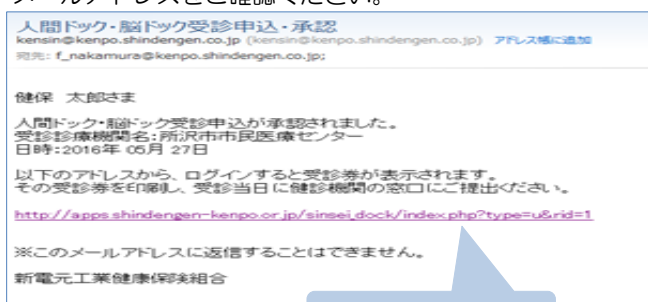 メールアドレスをご確認ください。
人間ドック・脳ドック受診申込・承認
kensin@kenpo.shindengen.co.jp (kensin@kenpo.shindengen.co.jp) アドレス帳に追加
宛先: f_nakamura@kenpo.shindengen.co.jp;
健保 太郎さま
人間ドック・脳ドック受診申込が承認されました。
受診診療機関名:所沢市市民医療センター
日時:2016年 05月 27日
以下のアドレスから、ログインすると受診券が表示されます。
その受診券を印刷し、受診当日に健診機関の窓口にご提出ください。
http://apps.shindengen-kenpo.or.jp/sinsei_dock/index.php?type=u&rid=1
※このメールアドレスに返信することはできません。
新電元工業健康保険組合